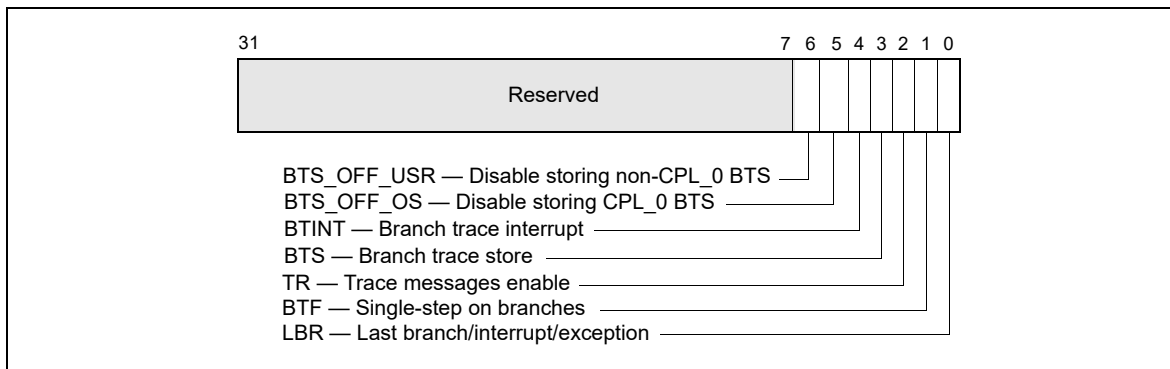 31 7 6 5 4 3 2 1 0
Reserved
BTS_OFF_USR — Disable storing non-CPL_0 BTS
BTS_OFF_OS — Disable storing CPL_0 BTS
BTINT — Branch trace interrupt
BTS — Branch trace store
TR — Trace messages enable
BTF — Single-step on branches
LBR — Last branch/interrupt/exception